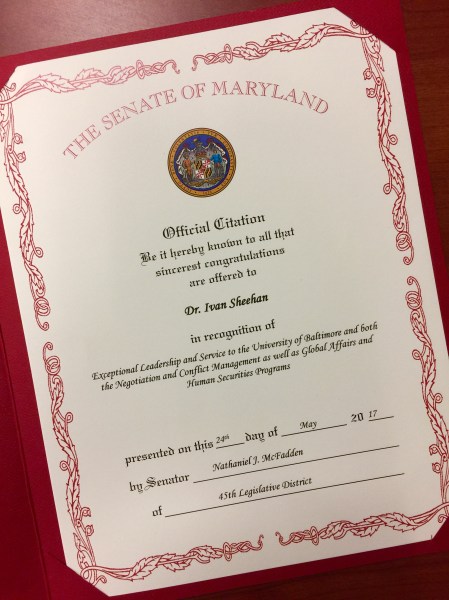 THE SENATE OF MARYLAND
Official Citation
Be it hereby known to all that
sincerest congratulations
are offered to
Dr. Ivan Sheehan
in recognition of
Exceptional Leadership and Service to the University of Baltimore and both
the Negotiation and Conflict Management as well as Global Affairs and
Human Securities Programs
presented on this 24th day of May 2017
by Senator Nathaniel J. McFadden
of 45th Legislative District